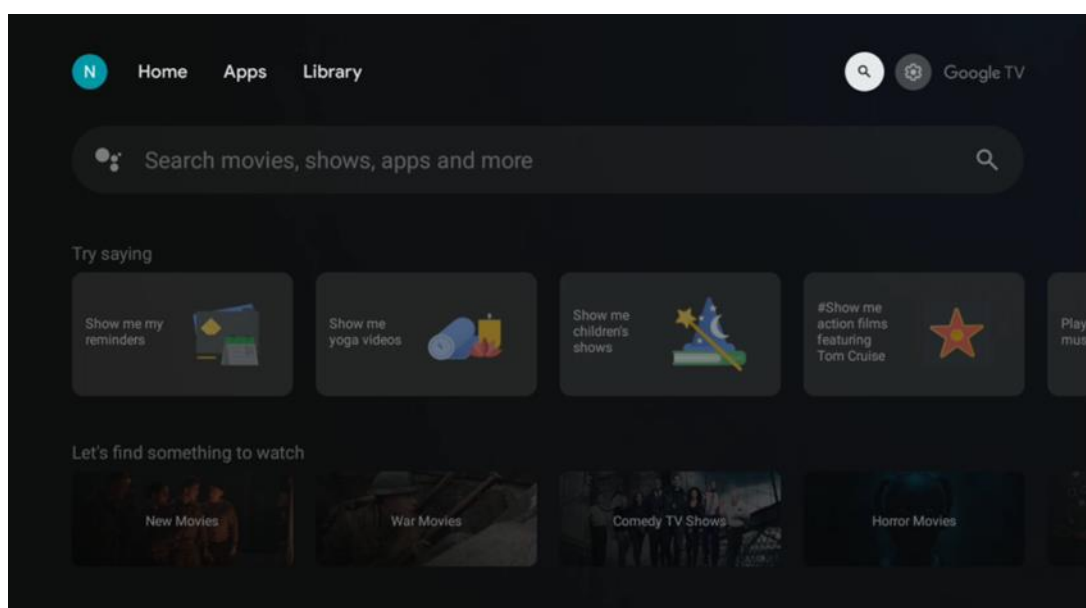 N Home Apps Library Google TV
Search movies, shows, apps and more
Try saying
Show me my
reminders
Show me
yoga videos
Show me
children's
shows
#Show me
action films
featuring
Tom Cruise
Play
mus
Let's find something to watch
New Movies
War Movies
Comedy TV Shows
Horror Movies